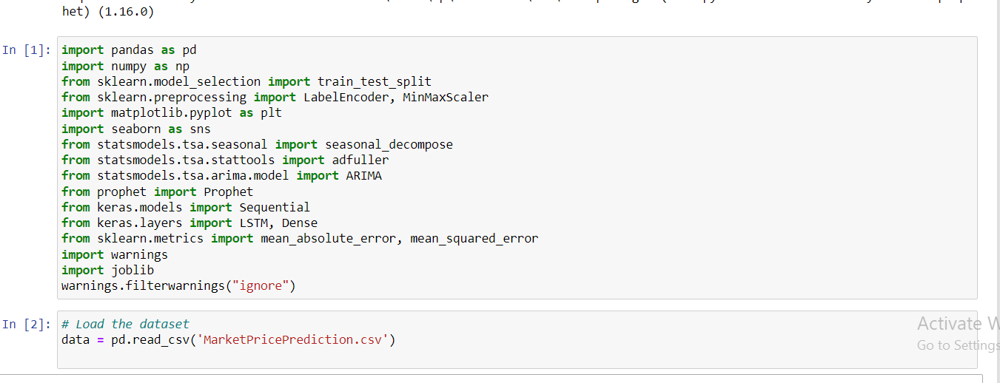 het) (1.16.0)
In [1]: import pandas as pd
import numpy as np
from sklearn.model_selection import train_test_split
from sklearn.preprocessing import LabelEncoder, MinMaxScaler
import matplotlib.pyplot as plt
import seaborn as sns
from statsmodels.tsa.seasonal import seasonal_decompose
from statsmodels.tsa.stattools import adfuller
from statsmodels.tsa.arima.model import ARIMA
from prophet import Prophet
from keras.models import Sequential
from keras.layers import LSTM, Dense
from sklearn.metrics import mean_absolute_error, mean_squared_error
import warnings
import joblib
warnings.filterwarnings("ignore")
In [2]: # Load the dataset
data = pd.read_csv('MarketPricePrediction.csv')
Activate W
Go to Settings